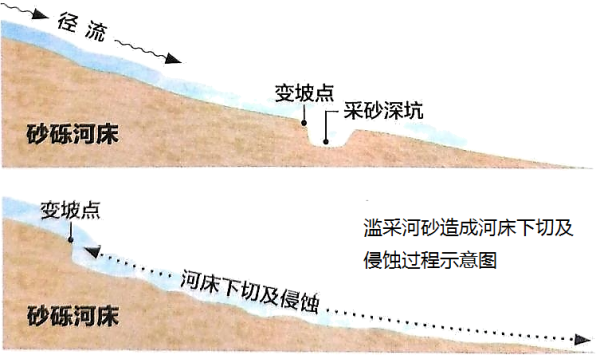 径流
变坡点
采砂深坑
砂砾河床
变坡点
滥采河砂造成河床下切及
侵蚀过程示意图
河床下切及侵蚀
砂砾河床